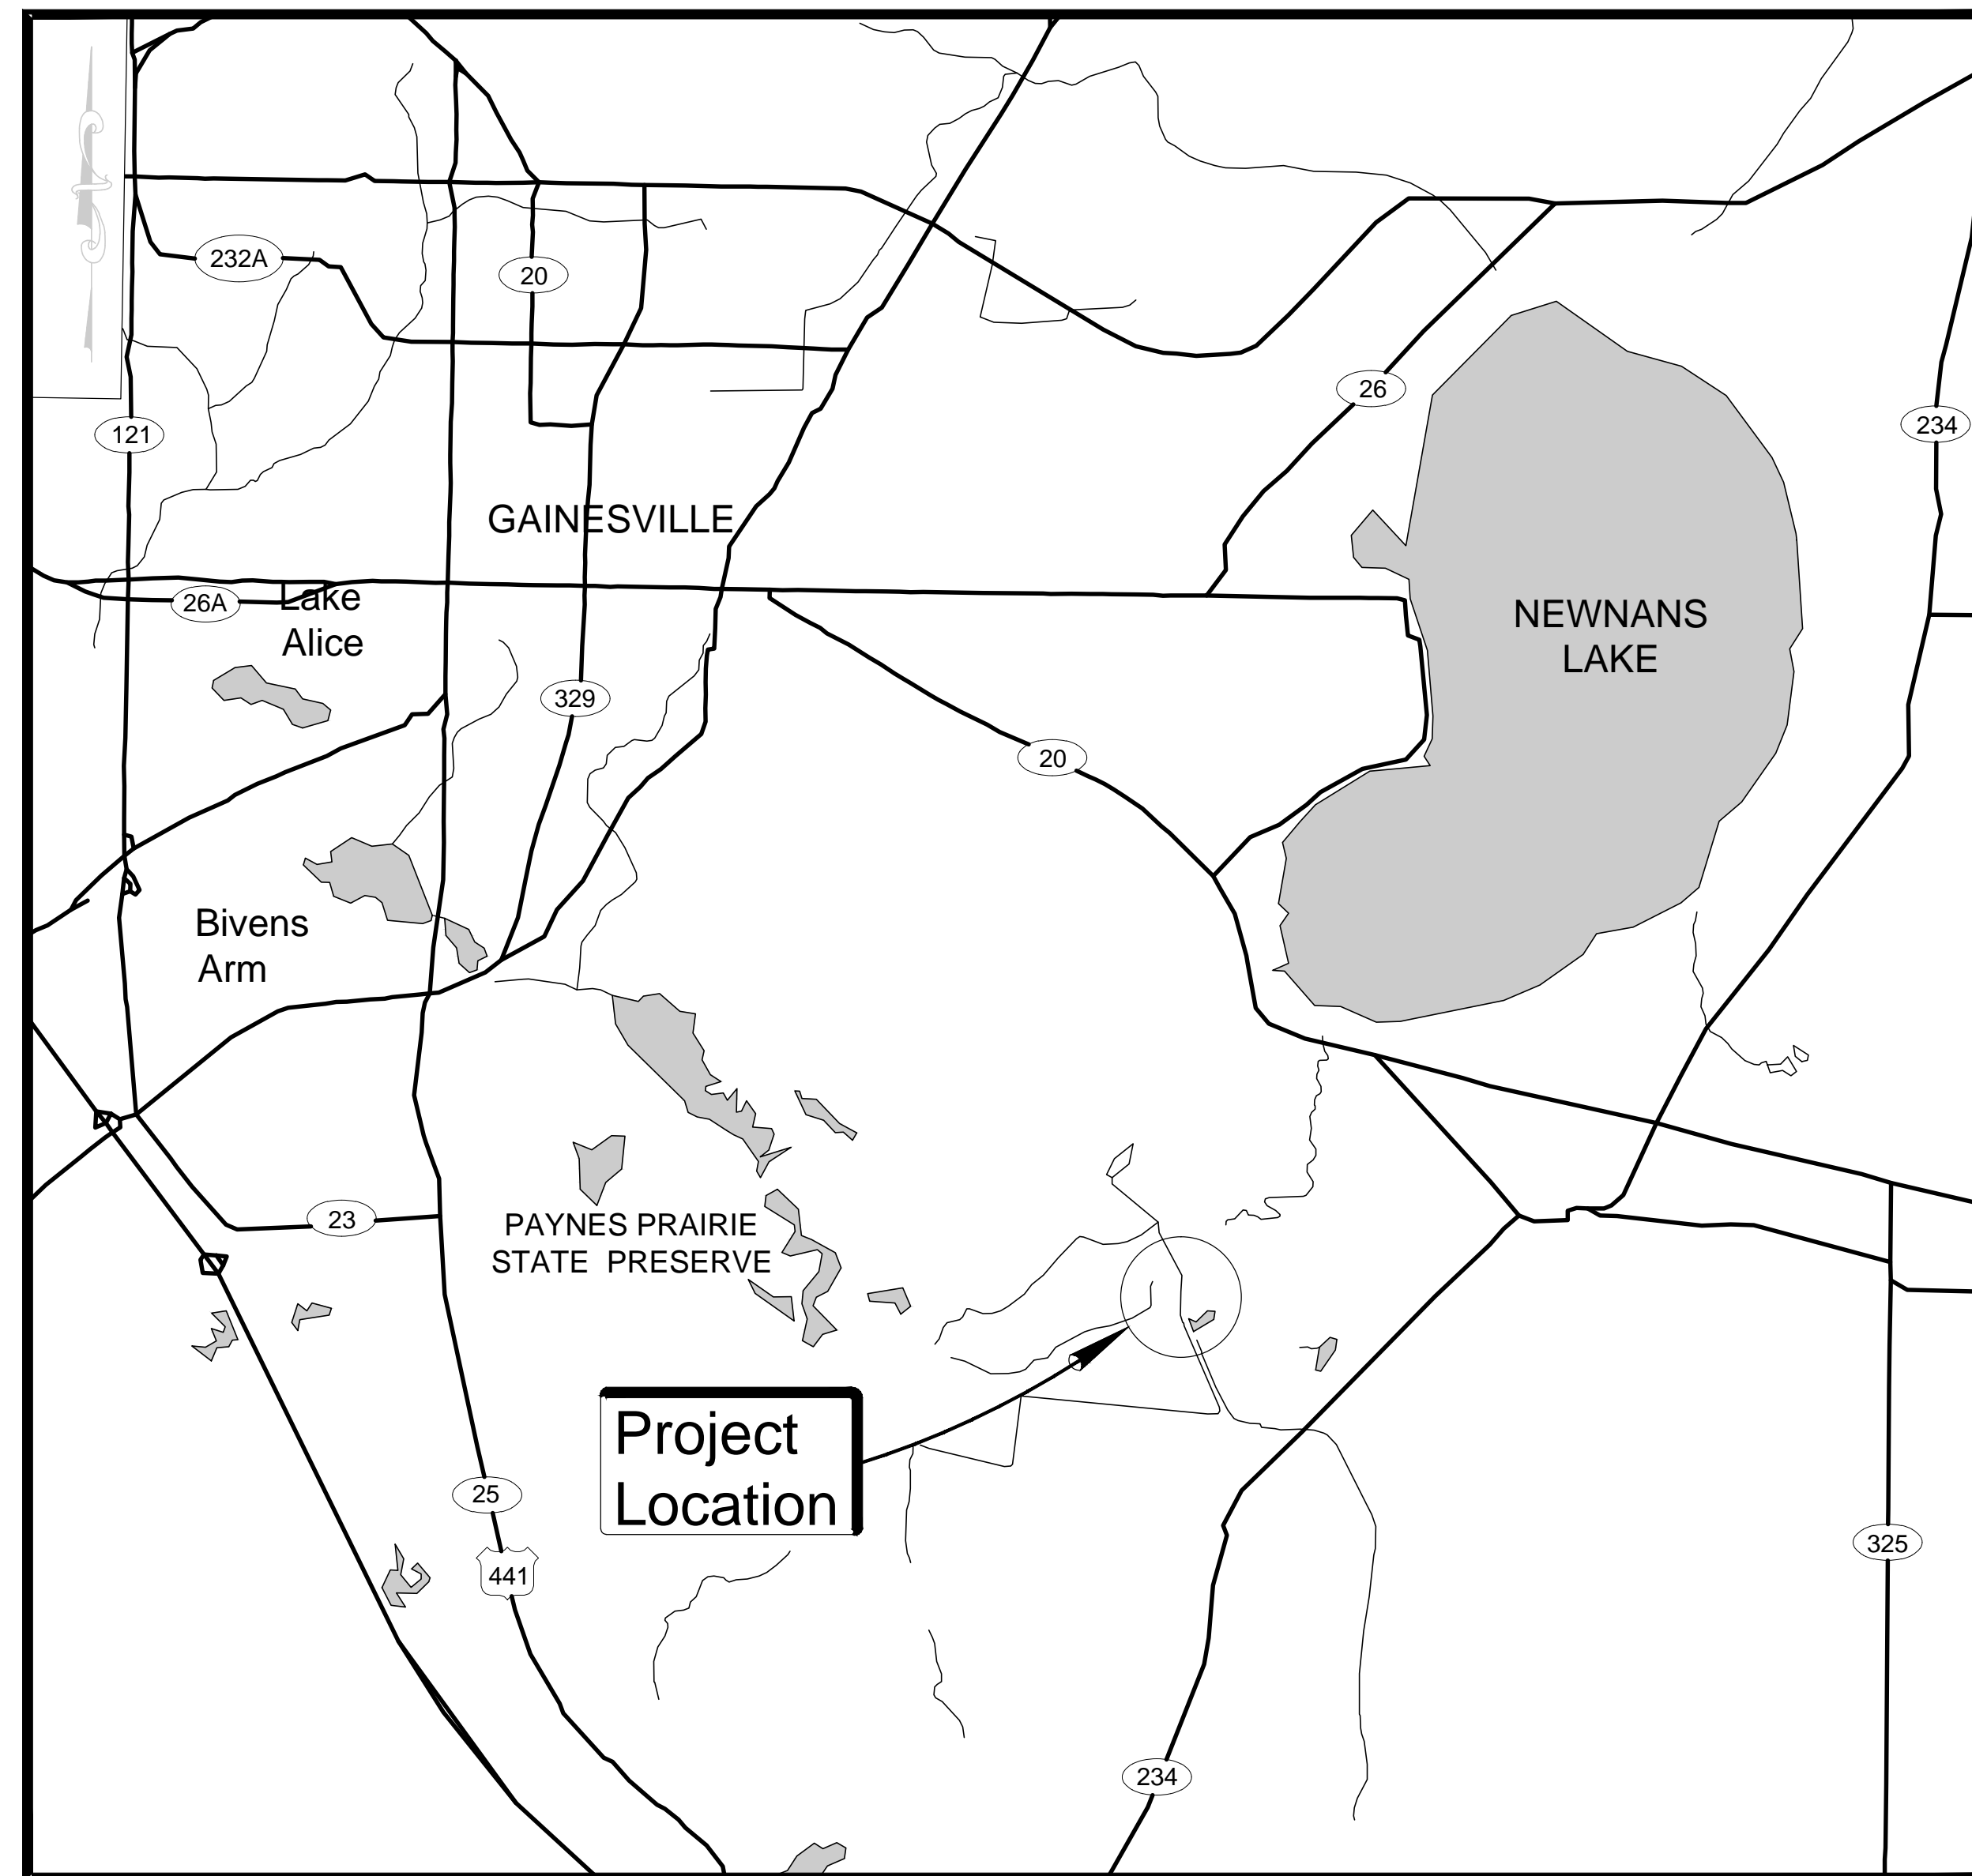 232A
20
26
121
234
GAINESVILLE
26A
Lake
Alice
NEWNANS
LAKE
329
20
Bivens
Arm
23
PAYNES PRAIRIE
STATE PRESERVE
Project
Location
25
441
325
234